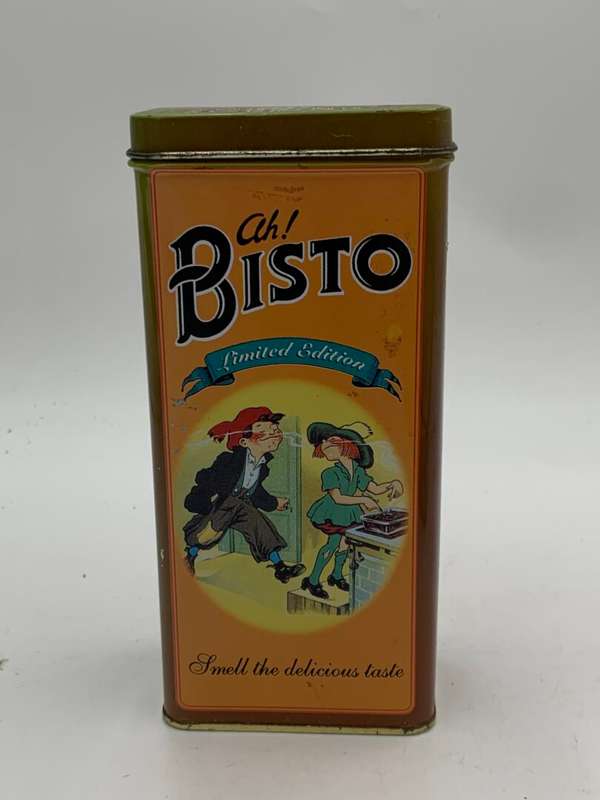 Ah!
BISTO
Limited Edition
Smell the delicious taste